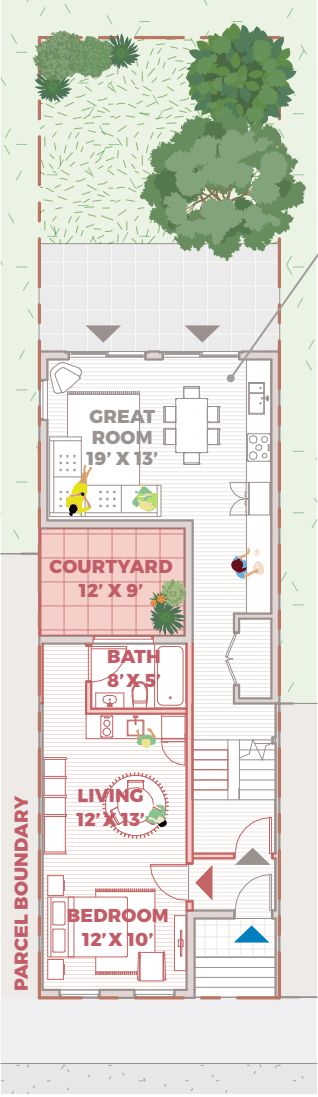 GREAT
ROOM
19’ X 13’
COURTYARD
12’ X 9’
BATH
8’ X 5’
LIVING
12’ X 13’
BEDROOM
12’ X 10’
PARCEL BOUNDARY